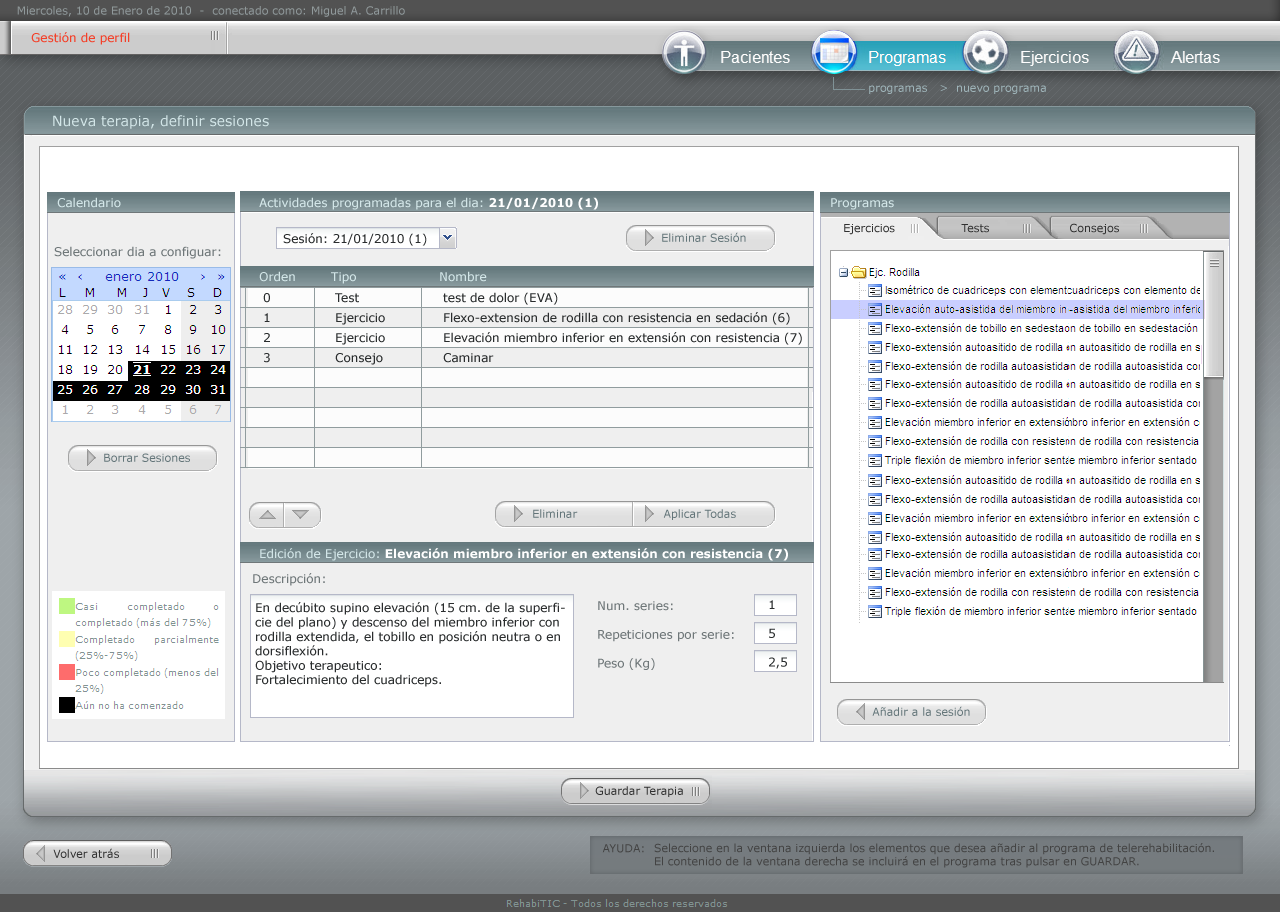 Miercoles, 10 de Enero de 2010  -  conectado como: Miguel A. Carrillo
Gestión de perfil
Pacientes
Programas
Ejercicios
Alertas
programas > nuevo programa
Nueva terapia, definir sesiones
Calendario
Seleccionar dia a configurar:
« ‹ enero 2010 › »
L M M J V S D
28 29 30 31 1 2 3
4 5 6 7 8 9 10
11 12 13 14 15 16 17
18 19 20 21 22 23 24
25 26 27 28 29 30 31
1 2 3 4 5 6 7
Borrar Sesiones
Casi completado o
completado (más del 75%)
Completado parcialmente
(25%-75%)
Poco completado (menos del
25%)
Aún no ha comenzado
Actividades programadas para el dia: 21/01/2010 (1)
Sesión: 21/01/2010 (1)
Eliminar Sesión
Orden Tipo Nombre
0 Test test de dolor (EVA)
1 Ejercicio Flexo-extension de rodilla con resistencia en sedación (6)
2 Ejercicio Elevación miembro inferior en extensión con resistencia (7)
3 Consejo Caminar
Eliminar
Aplicar Todas
Edición de Ejercicio: Elevación miembro inferior en extensión con resistencia (7)
Descripción:
En decúbito supino elevación (15 cm. de la superfi-
cie del plano) y descenso del miembro inferior con
rodilla extendida, el tobillo en posición neutra o en
dorsiflexión.
Objetivo terapeutico:
Fortalecimiento del cuadriceps.
Num. series: 1
Repeticiones por serie: 5
Peso (Kg) 2,5
Programas
Ejercicios
Tests
Consejos
Ejc. Rodilla
Isométrico de cuadriceps con elementcuadriceps con elemento de
Elevación auto-asistida del miembro in-asistida del miembro inferio
Flexo-extensión de tobillo en sedestaon de tobillo en sedestación
Flexo-extensión autoasitido de rodilla en autoasitido de rodilla en s
Flexo-extensión de rodilla autoasistidan de rodilla autoasistida con
Flexo-extensión autoasitido de rodilla en autoasitido de rodilla en s
Flexo-extensión de rodilla autoasistidan de rodilla autoasistida con
Elevación miembro inferior en extensióbro inferior en extensión c
Flexo-extensión de rodilla con resistenn de rodilla con resistencia
Triple flexión de miembro inferior sentae miembro inferior sentado
Flexo-extensión autoasitido de rodilla en autoasitido de rodilla en s
Flexo-extensión de rodilla autoasistidan de rodilla autoasistida con
Elevación miembro inferior en extensióbro inferior en extensión c
Flexo-extensión autoasitido de rodilla en autoasitido de rodilla en s
Flexo-extensión de rodilla autoasistidan de rodilla autoasistida con
Elevación miembro inferior en extensióbro inferior en extensión c
Flexo-extensión de rodilla con resistenn de rodilla con resistencia
Triple flexión de miembro inferior sentae miembro inferior sentado
Añadir a la sesión
Guardar Terapia
Volver atrás
AYUDA: Seleccione en la ventana izquierda los elementos que desea añadir al programa de telerehabilitación.
El contenido de la ventana derecha se incluirá en el programa tras pulsar en GUARDAR.
RehabiTIC - Todos los derechos reservados